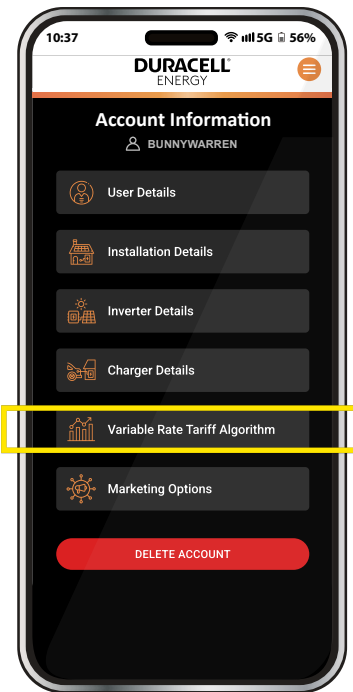 10:37 5G 56%
DURACELL
ENERGY
Account Information
BUNNYWARREN
User Details
Installation Details
Inverter Details
Charger Details
Variable Rate Tariff Algorithm
Marketing Options
DELETE ACCOUNT